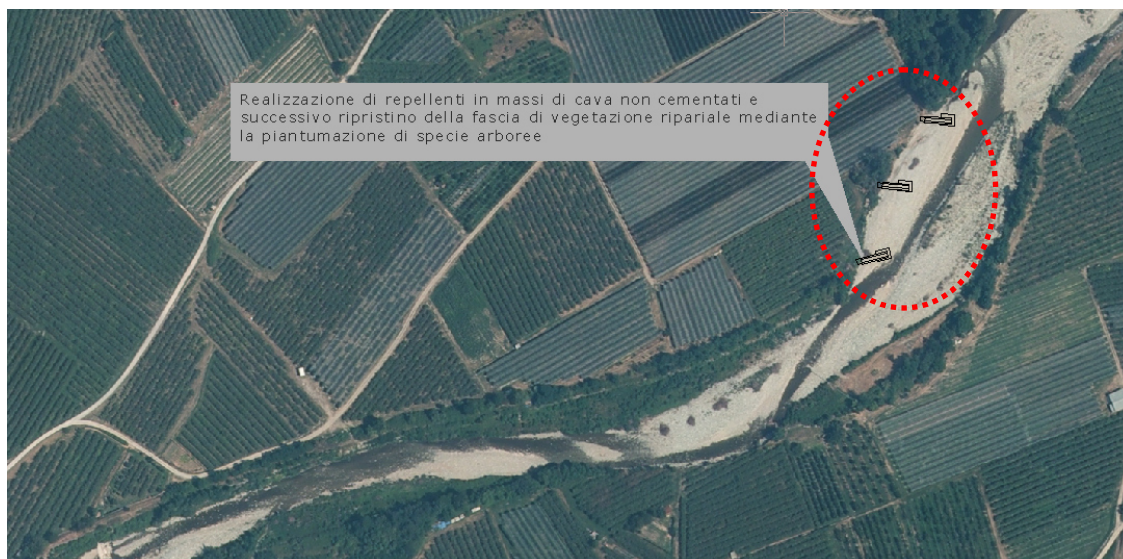 Realizzazione di repellenti in massi di cava non cementati e
successivo ripristino della fascia di vegetazione ripariale mediante
la piantumazione di specie arboree